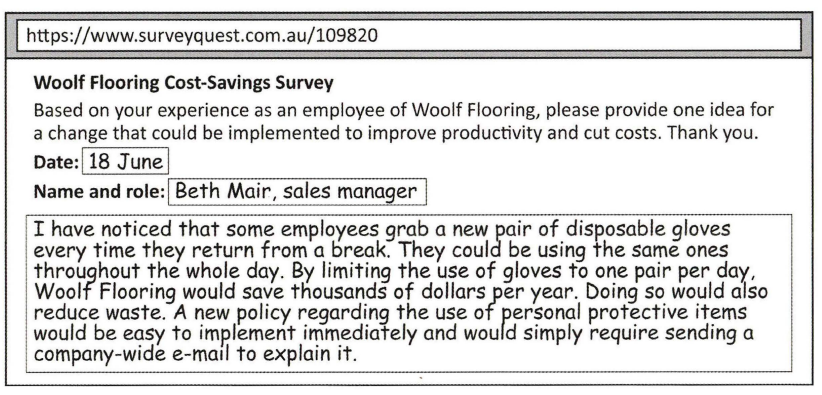 https://www.surveyquest.com.au/109820
Woolf Flooring Cost-Savings Survey
Based on your experience as an employee of Woolf Flooring, please provide one idea for
a change that could be implemented to improve productivity and cut costs. Thank you.
Date: 18 June
Name and role: Beth Mair, sales manager
I have noticed that some employees grab a new pair of disposable gloves
every time they return from a break. They could be using the same ones
throughout the whole day. By limiting the use of gloves to one pair per day,
Woolf Flooring would save thousands of dollars per year. Doing so would also
reduce waste. A new policy regarding the use of personal protective items
would be easy to implement immediately and would simply require sending a
company-wide e-mail to explain it.